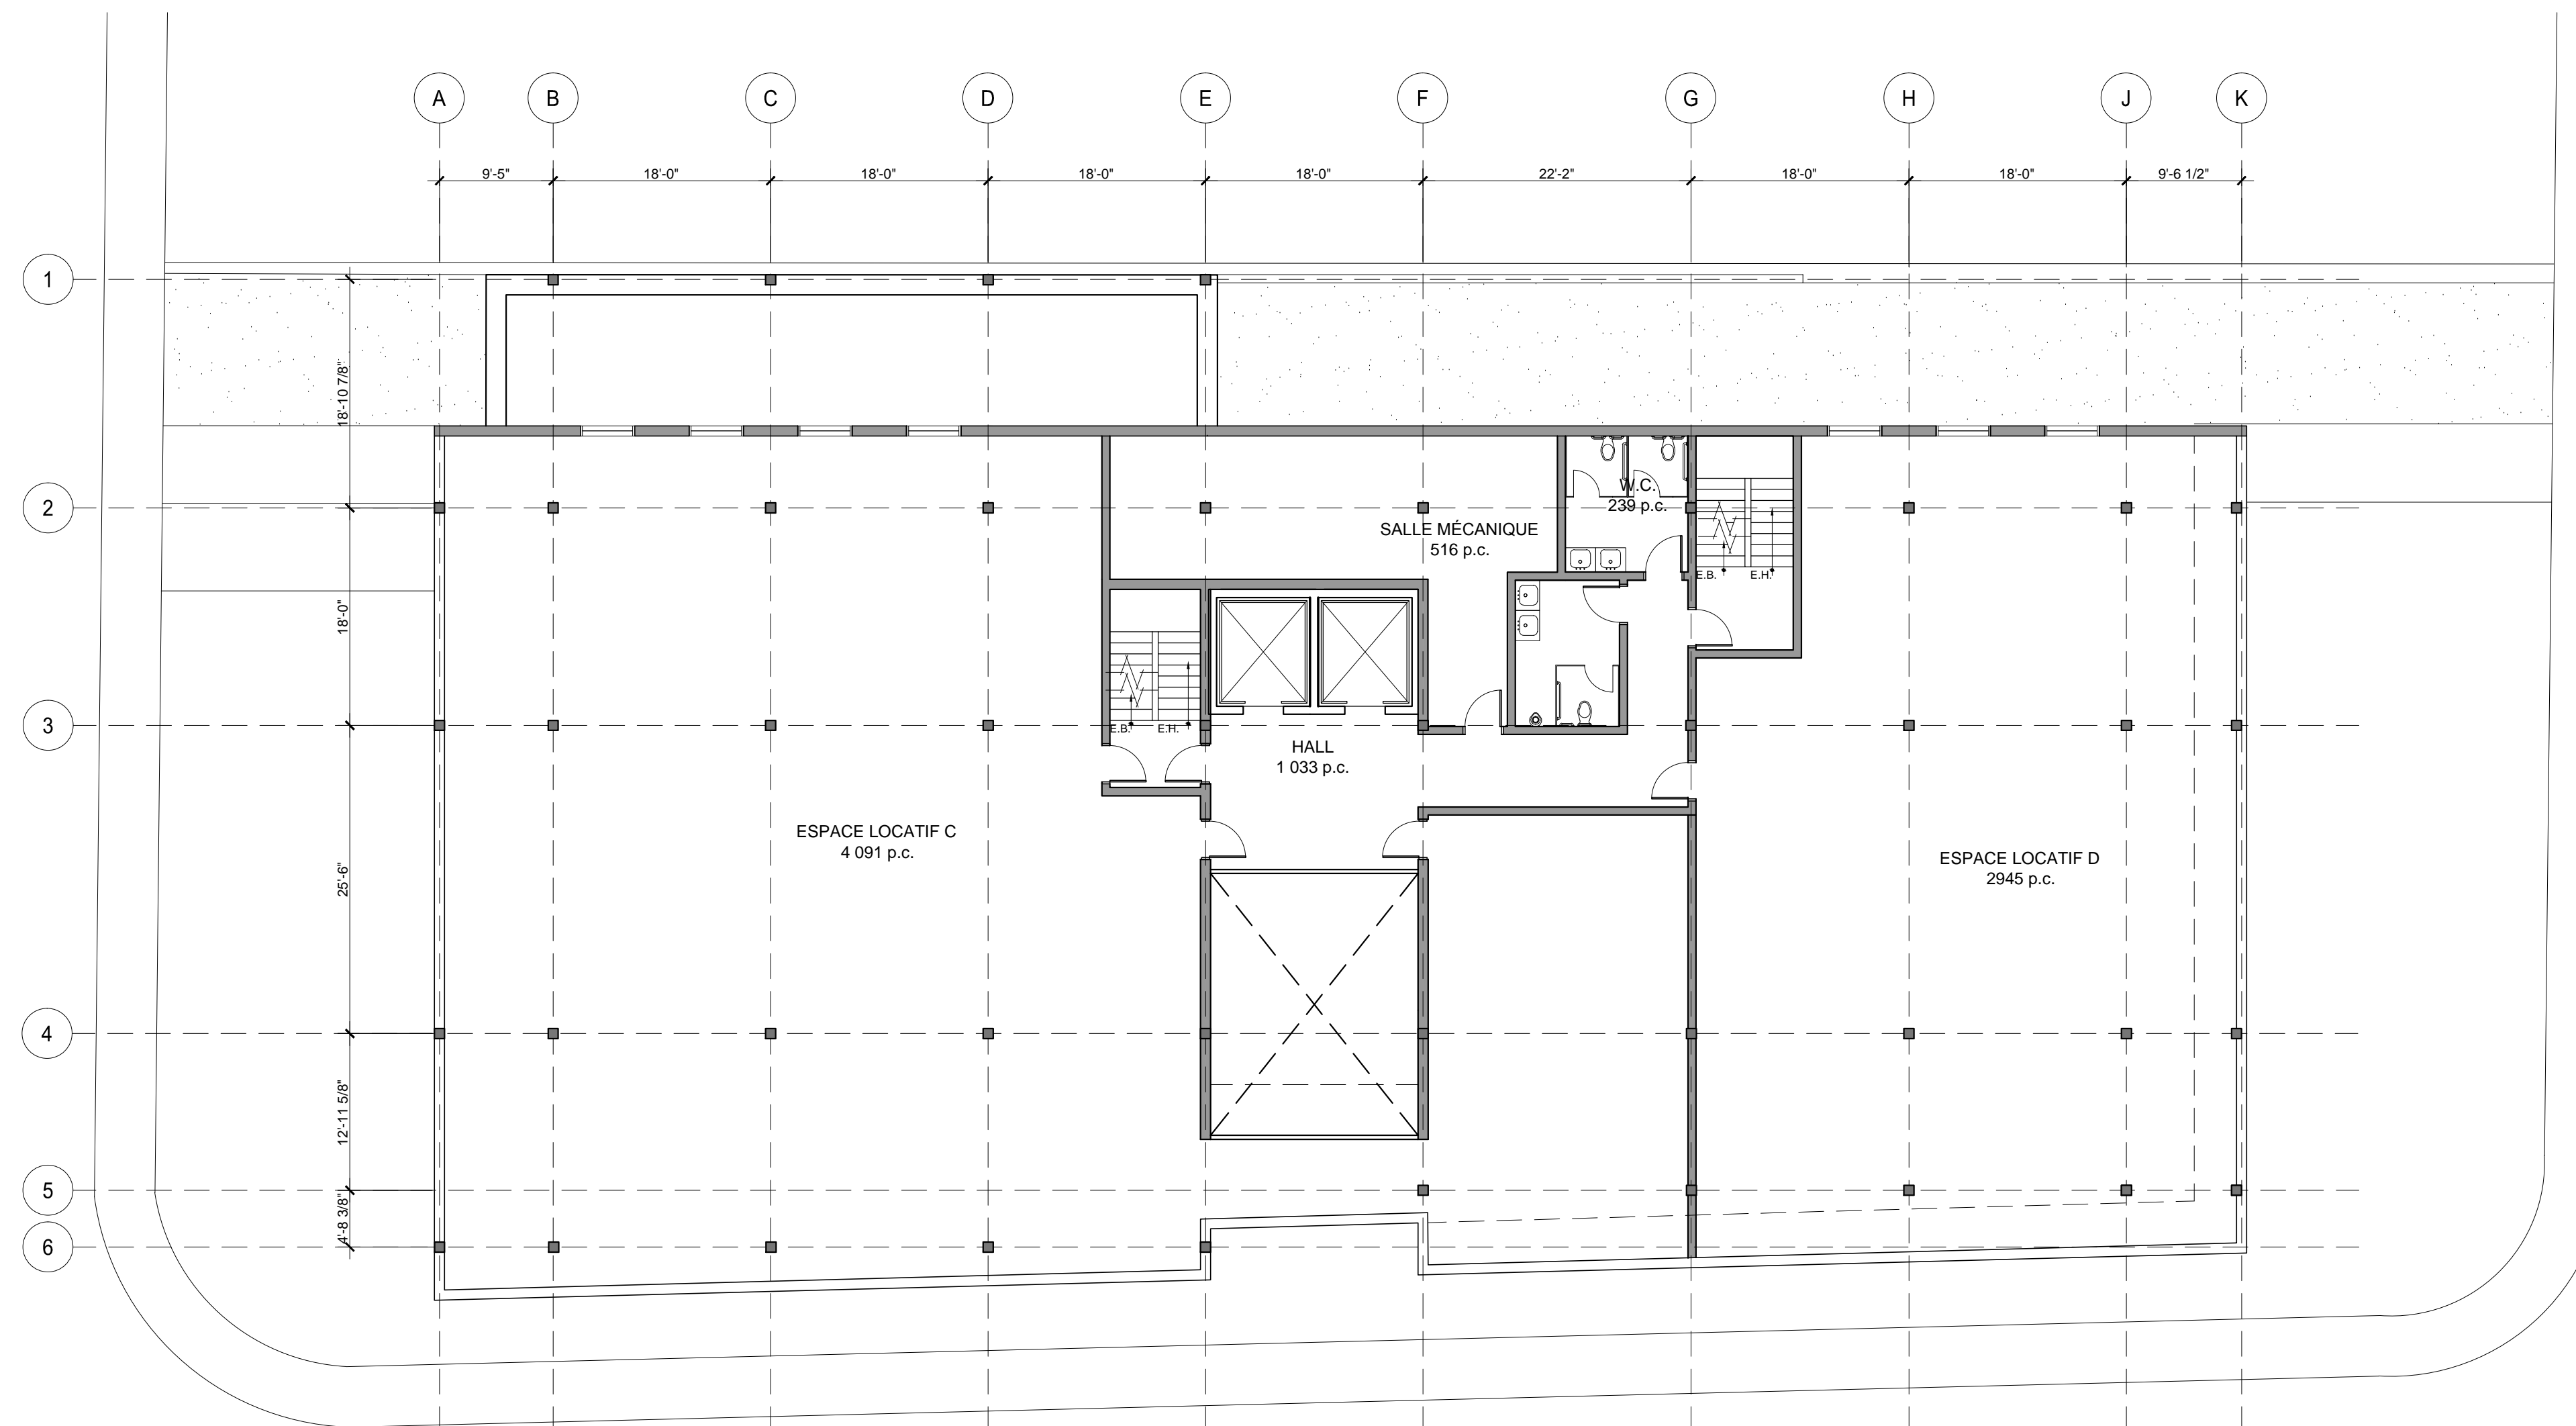 A B C D E F G H J K
9'-5" 18'-0" 18'-0" 18'-0" 18'-0" 22'-2" 18'-0" 18'-0" 9'-6 1/2"
1
18'-10 7/8"
2
W.C.
239 p.c.
SALLE MÉCANIQUE
516 p.c.
E.B. E.H.
18'-0"
3
E.B. E.H.
HALL
1 033 p.c.
ESPACE LOCATIF C
4 091 p.c.
ESPACE LOCATIF D
2945 p.c.
25'-6"
4
12'-11 5/8"
5
4'-8 3/8"
6